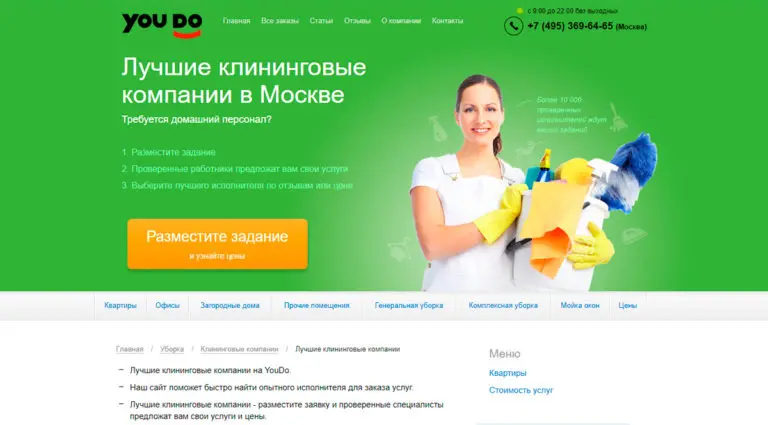 YOU DO
Главная Все заказы Статьи Отзывы О компании Контакты
с 9:00 до 22:00 без выходных
+7 (495) 369-64-65 (Москва)
Лучшие клининговые
компании в Москве
Требуется домашний персонал?
1. Разместите задание
2. Проверенные работники предложат вам свои услуги
3. Выберите лучшего исполнителя по отзывам или цене
Более 10 000
проверенных
исполнителей ждут
ваших заданий
Разместите задание
и узнайте цены
Квартиры Офисы Загородные дома Прочие помещения Генеральная уборка Комплексная уборка Мойка окон Цены
Главная / Уборка / Клининговые компании / Лучшие клининговые компании
– Лучшие клининговые компании на YouDo.
– Наш сайт поможет быстро найти опытного исполнителя для заказа услуг.
– Лучшие клининговые компании - разместите заявку и проверенные специалисты
предложат вам свои услуги и цены.
Меню
Квартиры
Стоимость услуг